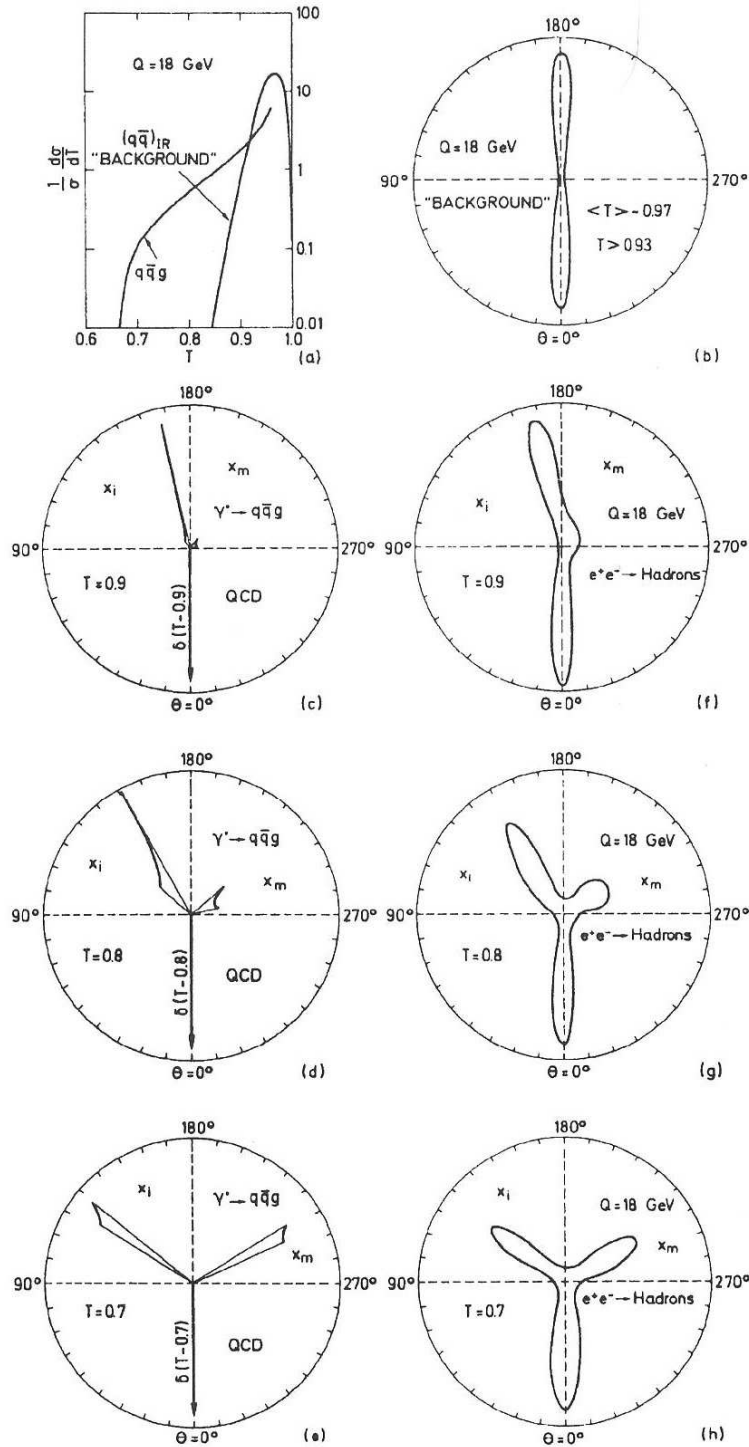 Q = 18 GeV
(qq̄)IR
"BACKGROUND"
qq̄g
1/σ dσ/dT
100
10
1
0.1
0.01
0.6 0.7 0.8 0.9 1.0
T
(a)
180°
Q = 18 GeV
90°
270°
"BACKGROUND"
<T> ~ 0.97
T > 0.93
Θ = 0°
(b)
180°
xi
xm
γ* → qq̄g
90°
270°
T = 0.9
δ(T-0.9)
QCD
Θ = 0°
(c)
180°
xi
xm
Q = 18 GeV
90°
270°
T = 0.9
e⁺e⁻ → Hadrons
Θ = 0°
(f)
180°
γ* → qq̄g
xi
xm
90°
270°
T = 0.8
δ(T-0.8)
QCD
Θ = 0°
(d)
180°
Q = 18 GeV
xi
xm
90°
270°
T = 0.8
e⁺e⁻ → Hadrons
Θ = 0°
(g)
180°
xi
γ* → qq̄g
xm
90°
270°
T = 0.7
δ(T-0.7)
QCD
Θ = 0°
(e)
180°
xi
Q = 18 GeV
xm
90°
270°
T = 0.7
e⁺e⁻ → Hadrons
Θ = 0°
(h)